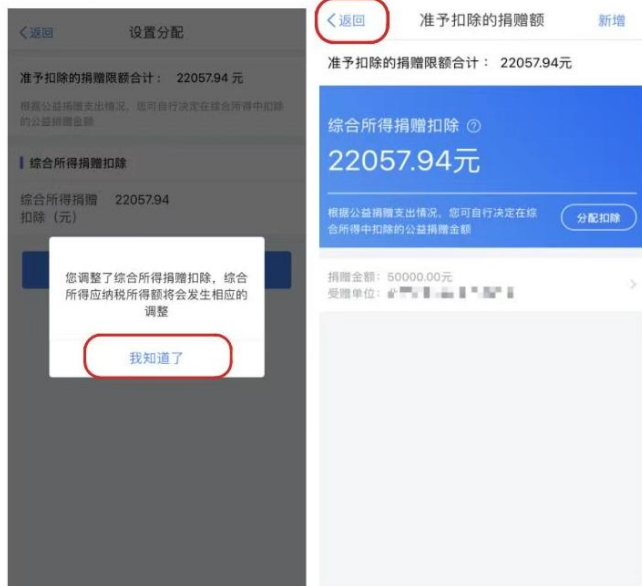 <返回
设置分配
准予扣除的捐赠限额合计： 22057.94 元
根据公益捐赠支出情况，您可自行决定在综合所得中扣除
的公益捐赠金额
综合所得捐赠扣除
综合所得捐赠 22057.94
扣除（元）
您调整了综合所得捐赠扣除，综合
所得应纳税所得额将会发生相应的
调整
我知道了
<返回
准予扣除的捐赠额
新增
准予扣除的捐赠限额合计： 22057.94元
综合所得捐赠扣除 ?
22057.94元
根据公益捐赠支出情况，您可自行决定在综
合所得中扣除的公益捐赠金额
分配扣除
捐赠金额：50000.00元
受赠单位：